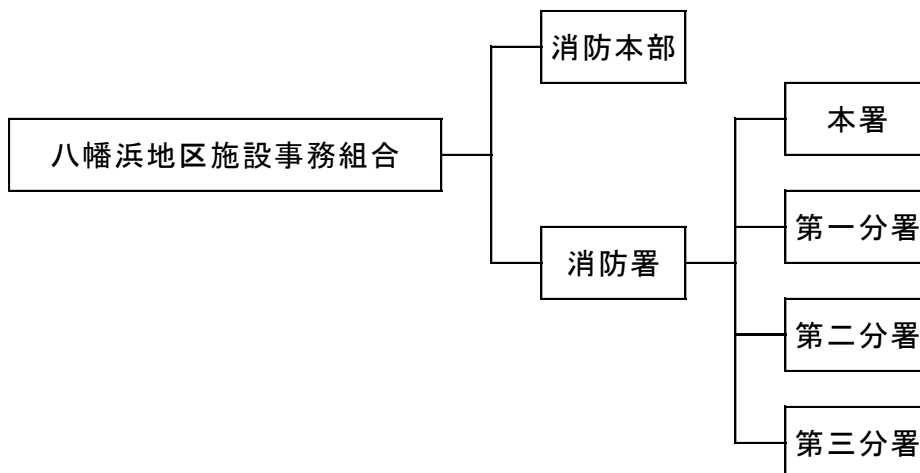 消防本部
本署
八幡浜地区施設事務組合
第一分署
消防署
第二分署
第三分署